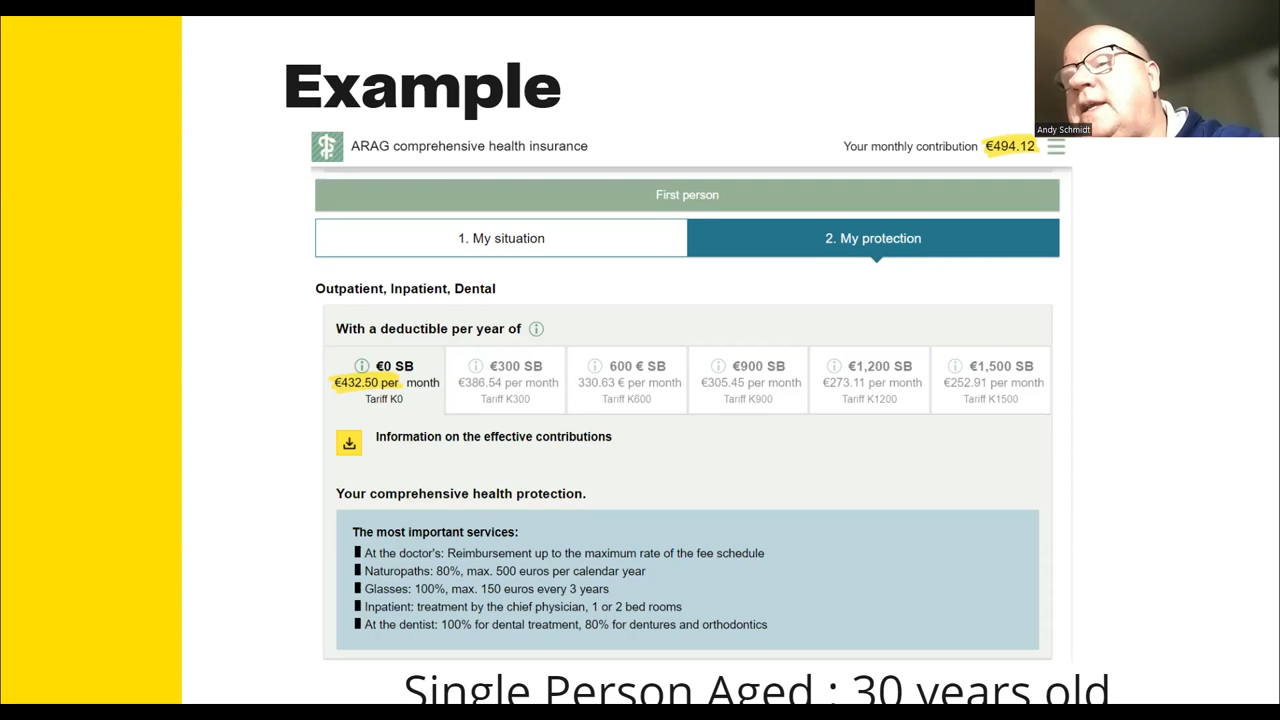 Example
Andy Schmidt
ARAG comprehensive health insurance
Your monthly contribution €494.12
First person
1. My situation
2. My protection
Outpatient, Inpatient, Dental
With a deductible per year of
€0 SB
€432.50 per month
Tariff K0
€300 SB
€386.54 per month
Tariff K300
600 € SB
330.63 € per month
Tariff K600
€900 SB
€305.45 per month
Tariff K900
€1,200 SB
€273.11 per month
Tariff K1200
€1,500 SB
€252.91 per month
Tariff K1500
Information on the effective contributions
Your comprehensive health protection.
The most important services:
At the doctor's: Reimbursement up to the maximum rate of the fee schedule
Naturopaths: 80%, max. 500 euros per calendar year
Glasses: 100%, max. 150 euros every 3 years
Inpatient: treatment by the chief physician, 1 or 2 bed rooms
At the dentist: 100% for dental treatment, 80% for dentures and orthodontics
Single Person Aged : 30 years old